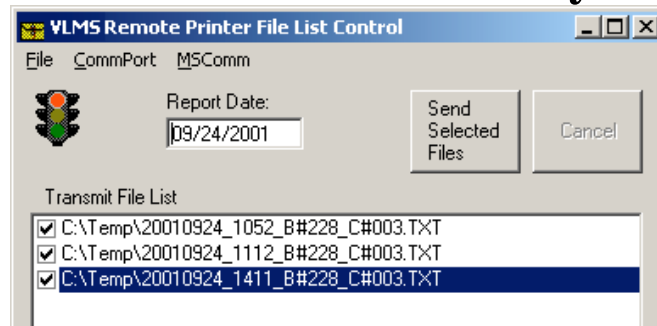 VLMS Remote Printer File List Control
File CommPort MSComm
Report Date:
09/24/2001
Send
Selected
Files
Cancel
Transmit File List
C:\Temp\20010924_1052_B#228_C#003.TXT
C:\Temp\20010924_1112_B#228_C#003.TXT
C:\Temp\20010924_1411_B#228_C#003.TXT